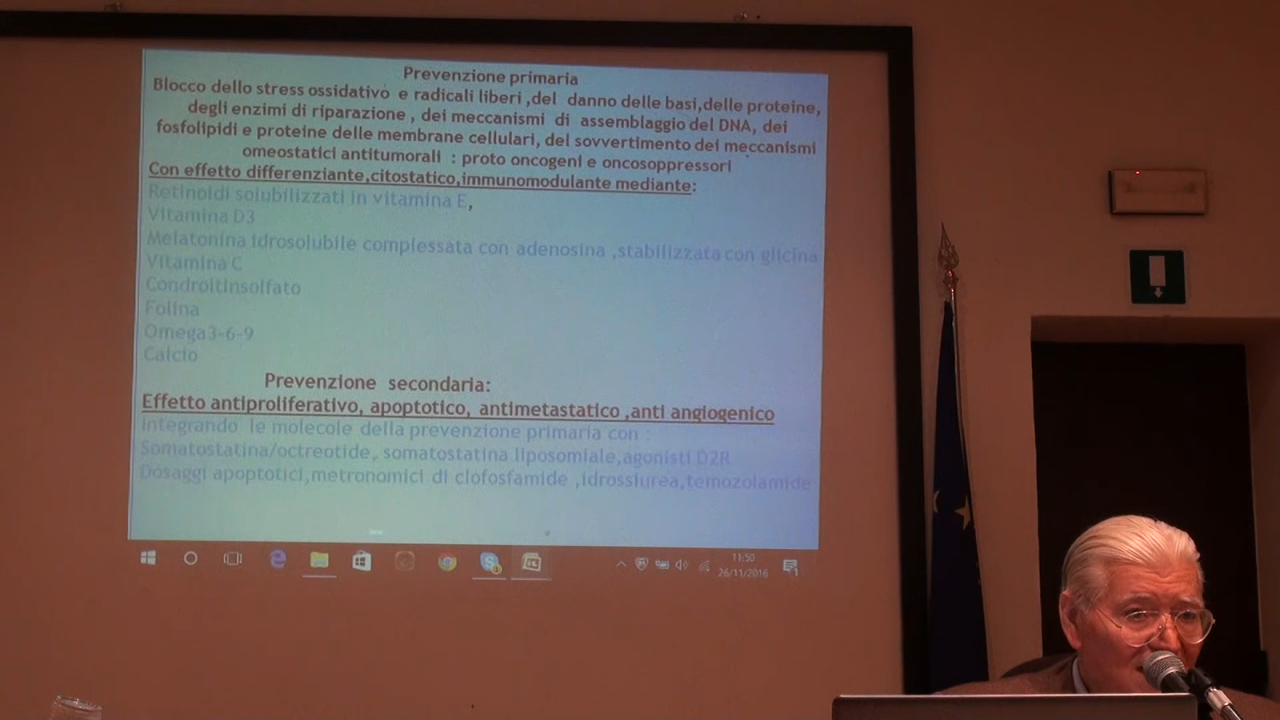 Prevenzione primaria
Blocco dello stress ossidativo e radicali liberi ,del danno delle basi,delle proteine,
degli enzimi di riparazione , dei meccanismi di assemblaggio del DNA, dei
fosfolipidi e proteine delle membrane cellulari, del sovvertimento dei meccanismi
omeostatici antitumorali : proto oncogeni e oncosoppressori
Con effetto differenziante,citostatico,immunomodulante mediante:
Retinoidi solubilizzati in vitamina E,
Vitamina D3
Melatonina idrosolubile complessata con adenosina ,stabilizzata con glicina
Vitamina C
Condroitinsolfato
Folina
Omega3-6-9
Calcio
Prevenzione secondaria:
Effetto antiproliferativo, apoptotico, antimetastatico ,anti angiogenico
Integrando le molecole della prevenzione primaria con :
Somatostatina/octreotide, somatostatina liposomiale,agonisti D2R
Dosaggi apoptotici,metronomici di clofosfamide ,idrossiurea,temozolamide
11:50
26/11/2016